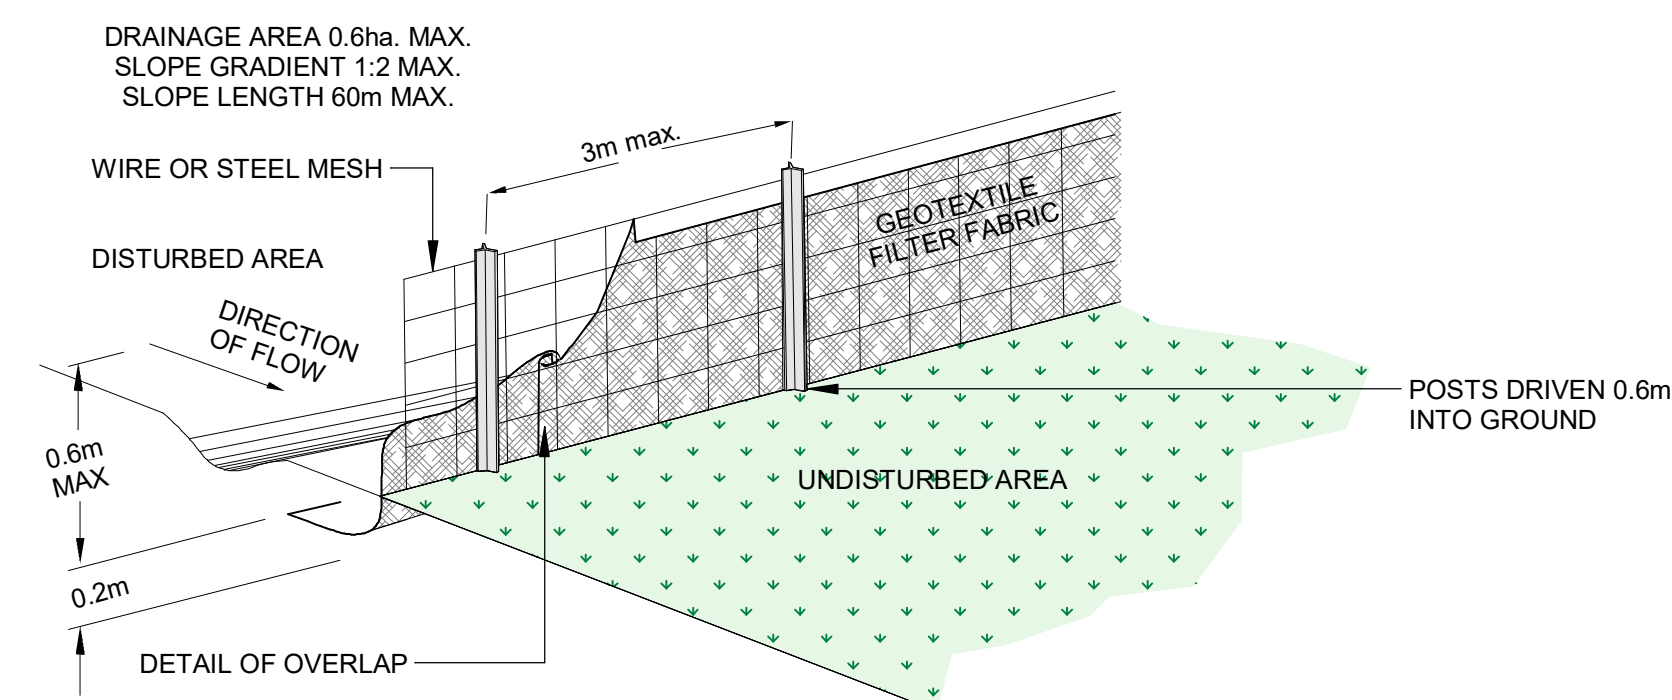 DRAINAGE AREA 0.6ha. MAX.
SLOPE GRADIENT 1:2 MAX.
SLOPE LENGTH 60m MAX.
3m max.
WIRE OR STEEL MESH
GEOTEXTILE
FILTER FABRIC
DISTURBED AREA
DIRECTION
OF FLOW
POSTS DRIVEN 0.6m
INTO GROUND
0.6m
MAX
UNDISTURBED AREA
0.2m
DETAIL OF OVERLAP